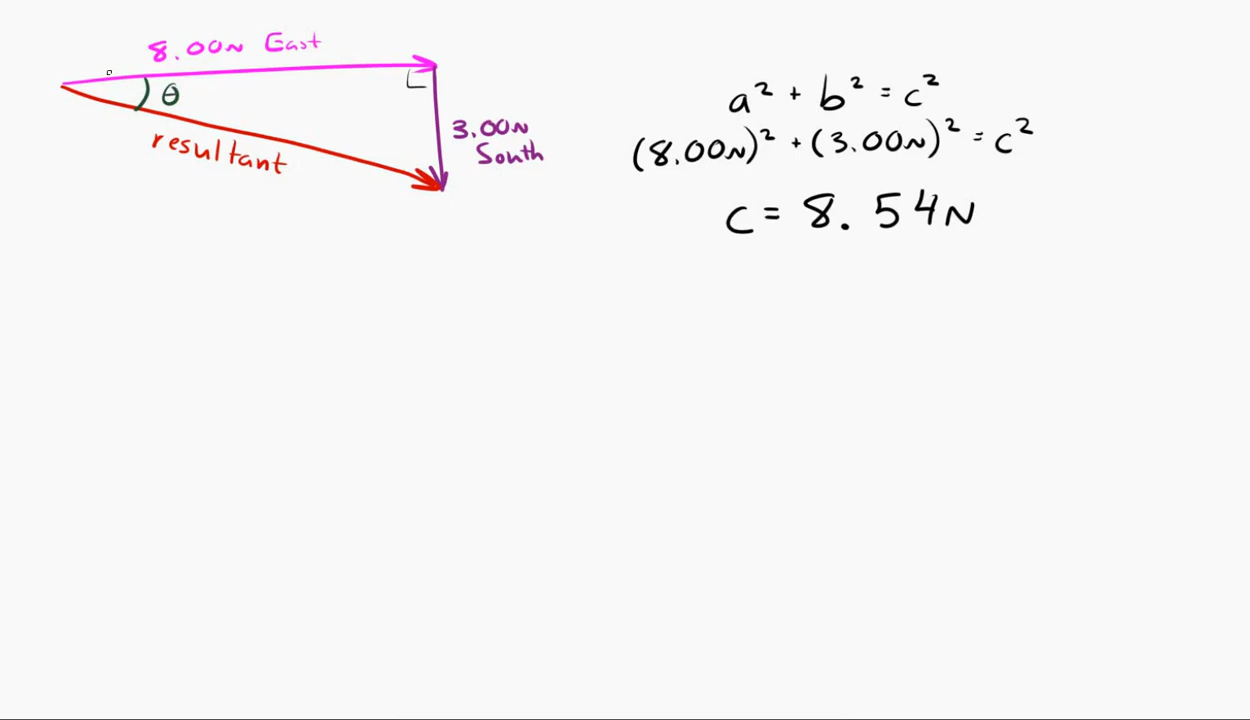 8.00N East
θ
resultant
3.00N
South
a² + b² = c²
(8.00N)² + (3.00N)² = c²
c = 8.54N